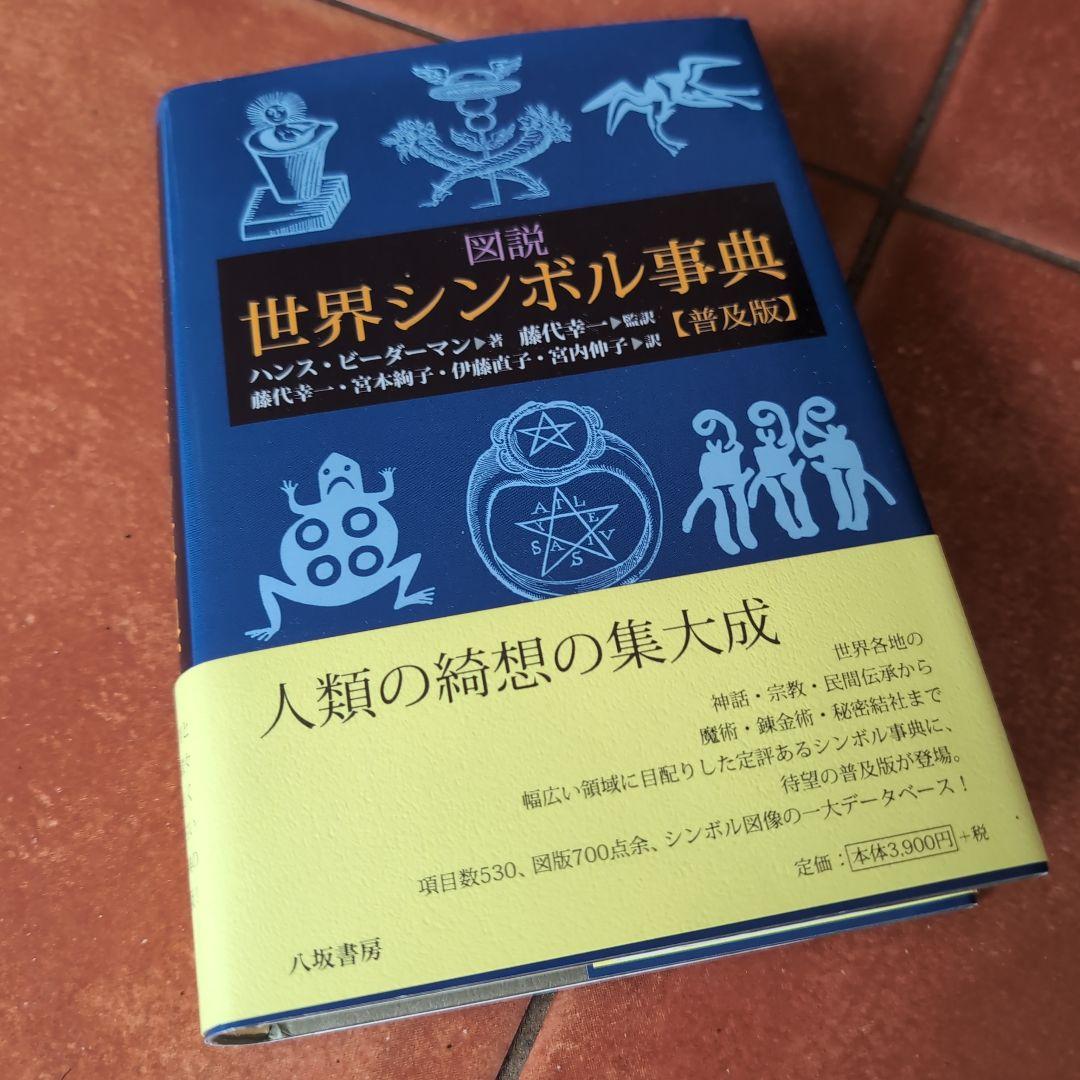 図説
世界シンボル事典
【普及版】
ハンス・ビーダーマン▶著 藤代幸一▶監訳
藤代幸一・宮本絢子・伊藤直子・宮内伸子▶訳
人類の綺想の集大成
世界各地の
神話・宗教・民間伝承から
魔術・錬金術・秘密結社まで
幅広い領域に目配りした定評あるシンボル事典に、
待望の普及版が登場。
項目数530、図版700点余、シンボル図像の一大データベース！
定価：本体3,900円+税
八坂書房